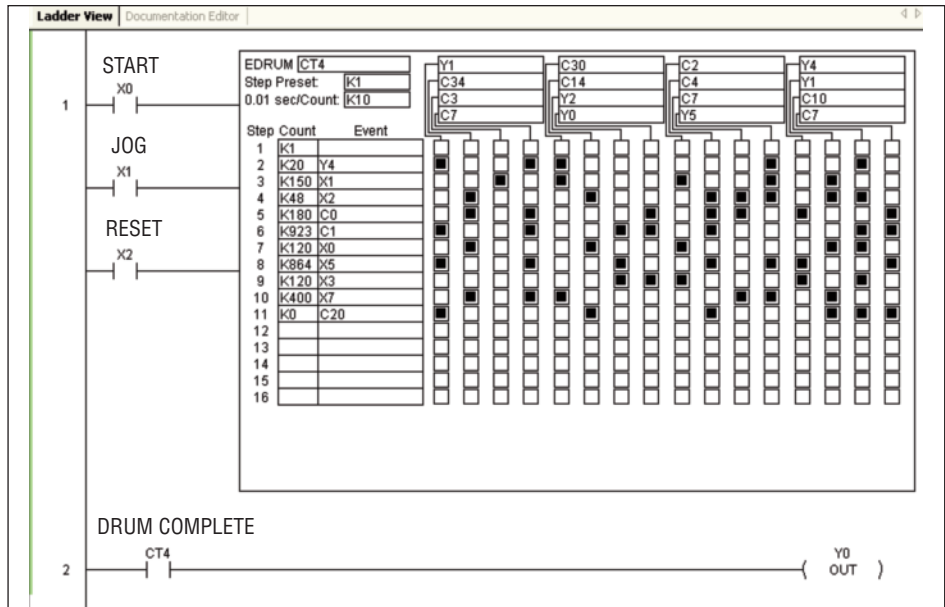 Ladder View Documentation Editor
START
X0
1
JOG
X1
RESET
X2
EDRUM CT4
Step Preset: K1
0.01 sec/Count: K10
Step Count Event
1 K1
2 K20 Y4
3 K150 X1
4 K48 X2
5 K180 C0
6 K923 C1
7 K120 X0
8 K864 X5
9 K120 X3
10 K400 X7
11 K0 C20
12
13
14
15
16
Y1
C34
C3
C7
C30
C14
Y2
Y0
C2
C4
C7
Y5
Y4
Y1
C10
C7
DRUM COMPLETE
CT4
2
Y0
( OUT )